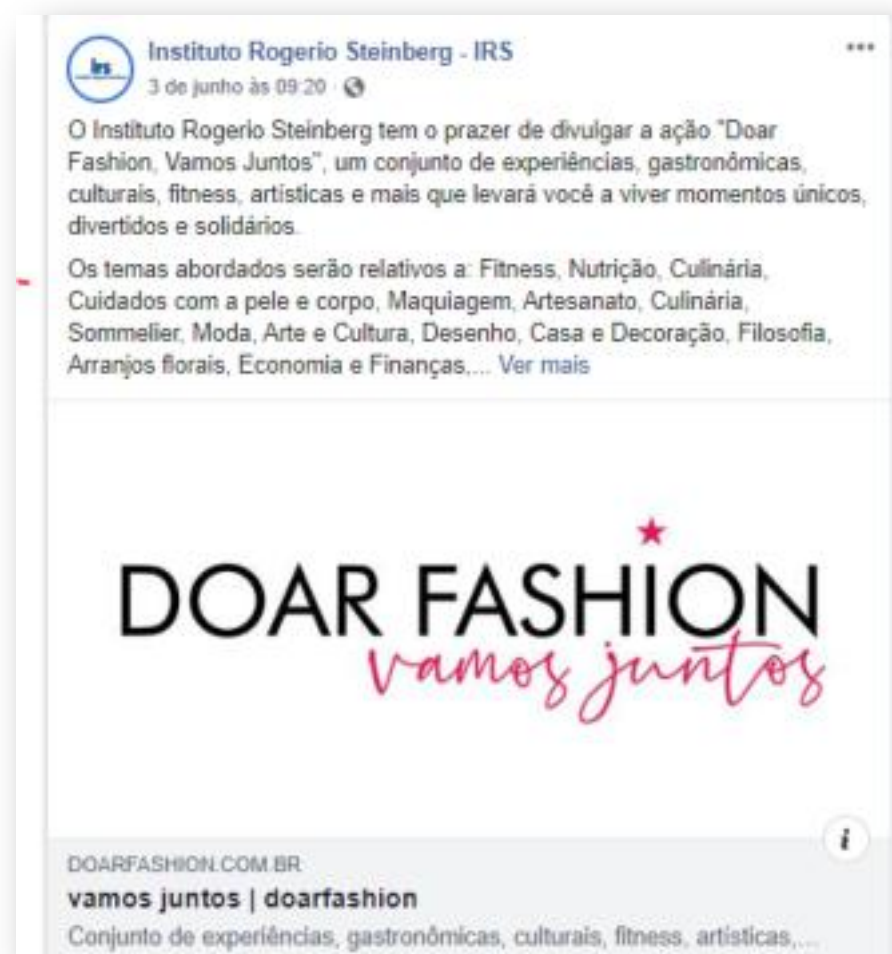 irs
Instituto Rogerio Steinberg - IRS
3 de junho às 09:20
O Instituto Rogerio Steinberg tem o prazer de divulgar a ação "Doar
Fashion, Vamos Juntos", um conjunto de experiências, gastronômicas,
culturais, fitness, artísticas e mais que levará você a viver momentos únicos,
divertidos e solidários.
Os temas abordados serão relativos a: Fitness, Nutrição, Culinária,
Cuidados com a pele e corpo, Maquiagem, Artesanato, Culinária,
Sommelier, Moda, Arte e Cultura, Desenho, Casa e Decoração, Filosofia,
Arranjos florais, Economia e Finanças,... Ver mais
DOAR FASHION
vamos juntos
i
DOARFASHION.COM.BR
vamos juntos | doarfashion
Conjunto de experiências, gastronômicas, culturais, fitness, artísticas,...